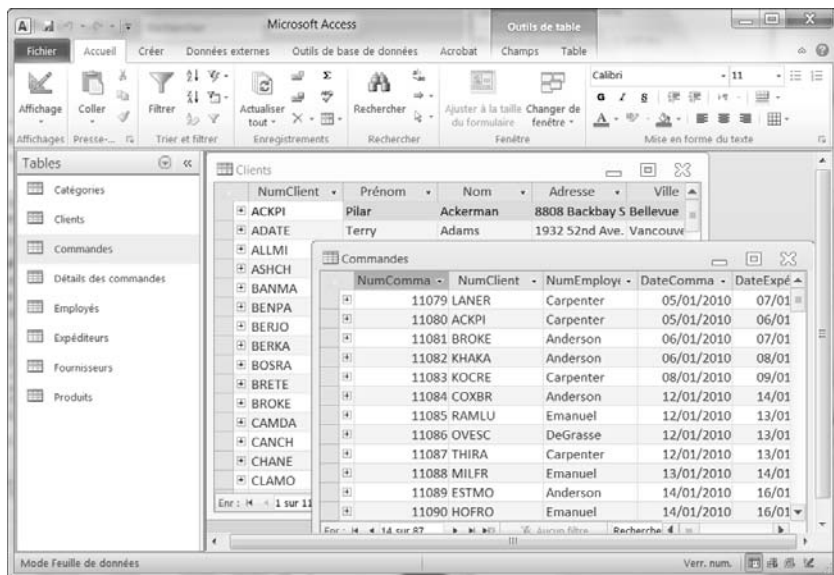 Microsoft Access
Outils de table
Fichier Accueil Créer Données externes Outils de base de données Acrobat Champs Table
Affichage
Coller
Filtrer
Actualiser tout
Rechercher
Ajuster à la taille du formulaire
Changer de fenêtre
Calibri 11
G I S
Affichages Presse-... Trier et filtrer Enregistrements Rechercher Fenêtre Mise en forme du texte
Tables
Catégories
Clients
Commandes
Détails des commandes
Employés
Expéditeurs
Fournisseurs
Produits
Clients
NumClient Prénom Nom Adresse Ville
ACKPI Pilar Ackerman 8808 Backbay S Bellevue
ADATE Terry Adams 1932 52nd Ave. Vancouve
ALLMI
ASHCH
BANMA
BENPA
BERJO
BERKA
BOSRA
BRETE
BROKE
CAMDA
CANCH
CHANE
CLAMO
Enr : 1 sur 11
Commandes
NumComma NumClient NumEmployé DateComma DateExpé
11079 LANER Carpenter 05/01/2010 07/01
11080 ACKPI Carpenter 05/01/2010 06/01
11081 BROKE Anderson 06/01/2010 07/01
11082 KHAKA Anderson 06/01/2010 08/01
11083 KOCRE Carpenter 08/01/2010 09/01
11084 COXBR Anderson 12/01/2010 14/01
11085 RAMLU Emanuel 12/01/2010 13/01
11086 OVESC DeGrasse 12/01/2010 13/01
11087 THIRA Carpenter 12/01/2010 13/01
11088 MILFR Emanuel 13/01/2010 14/01
11089 ESTMO Anderson 14/01/2010 16/01
11090 HOFRO Emanuel 14/01/2010 16/01
Enr : 14 sur 87 Aucun filtre Recherche
Mode Feuille de données Verr. num.